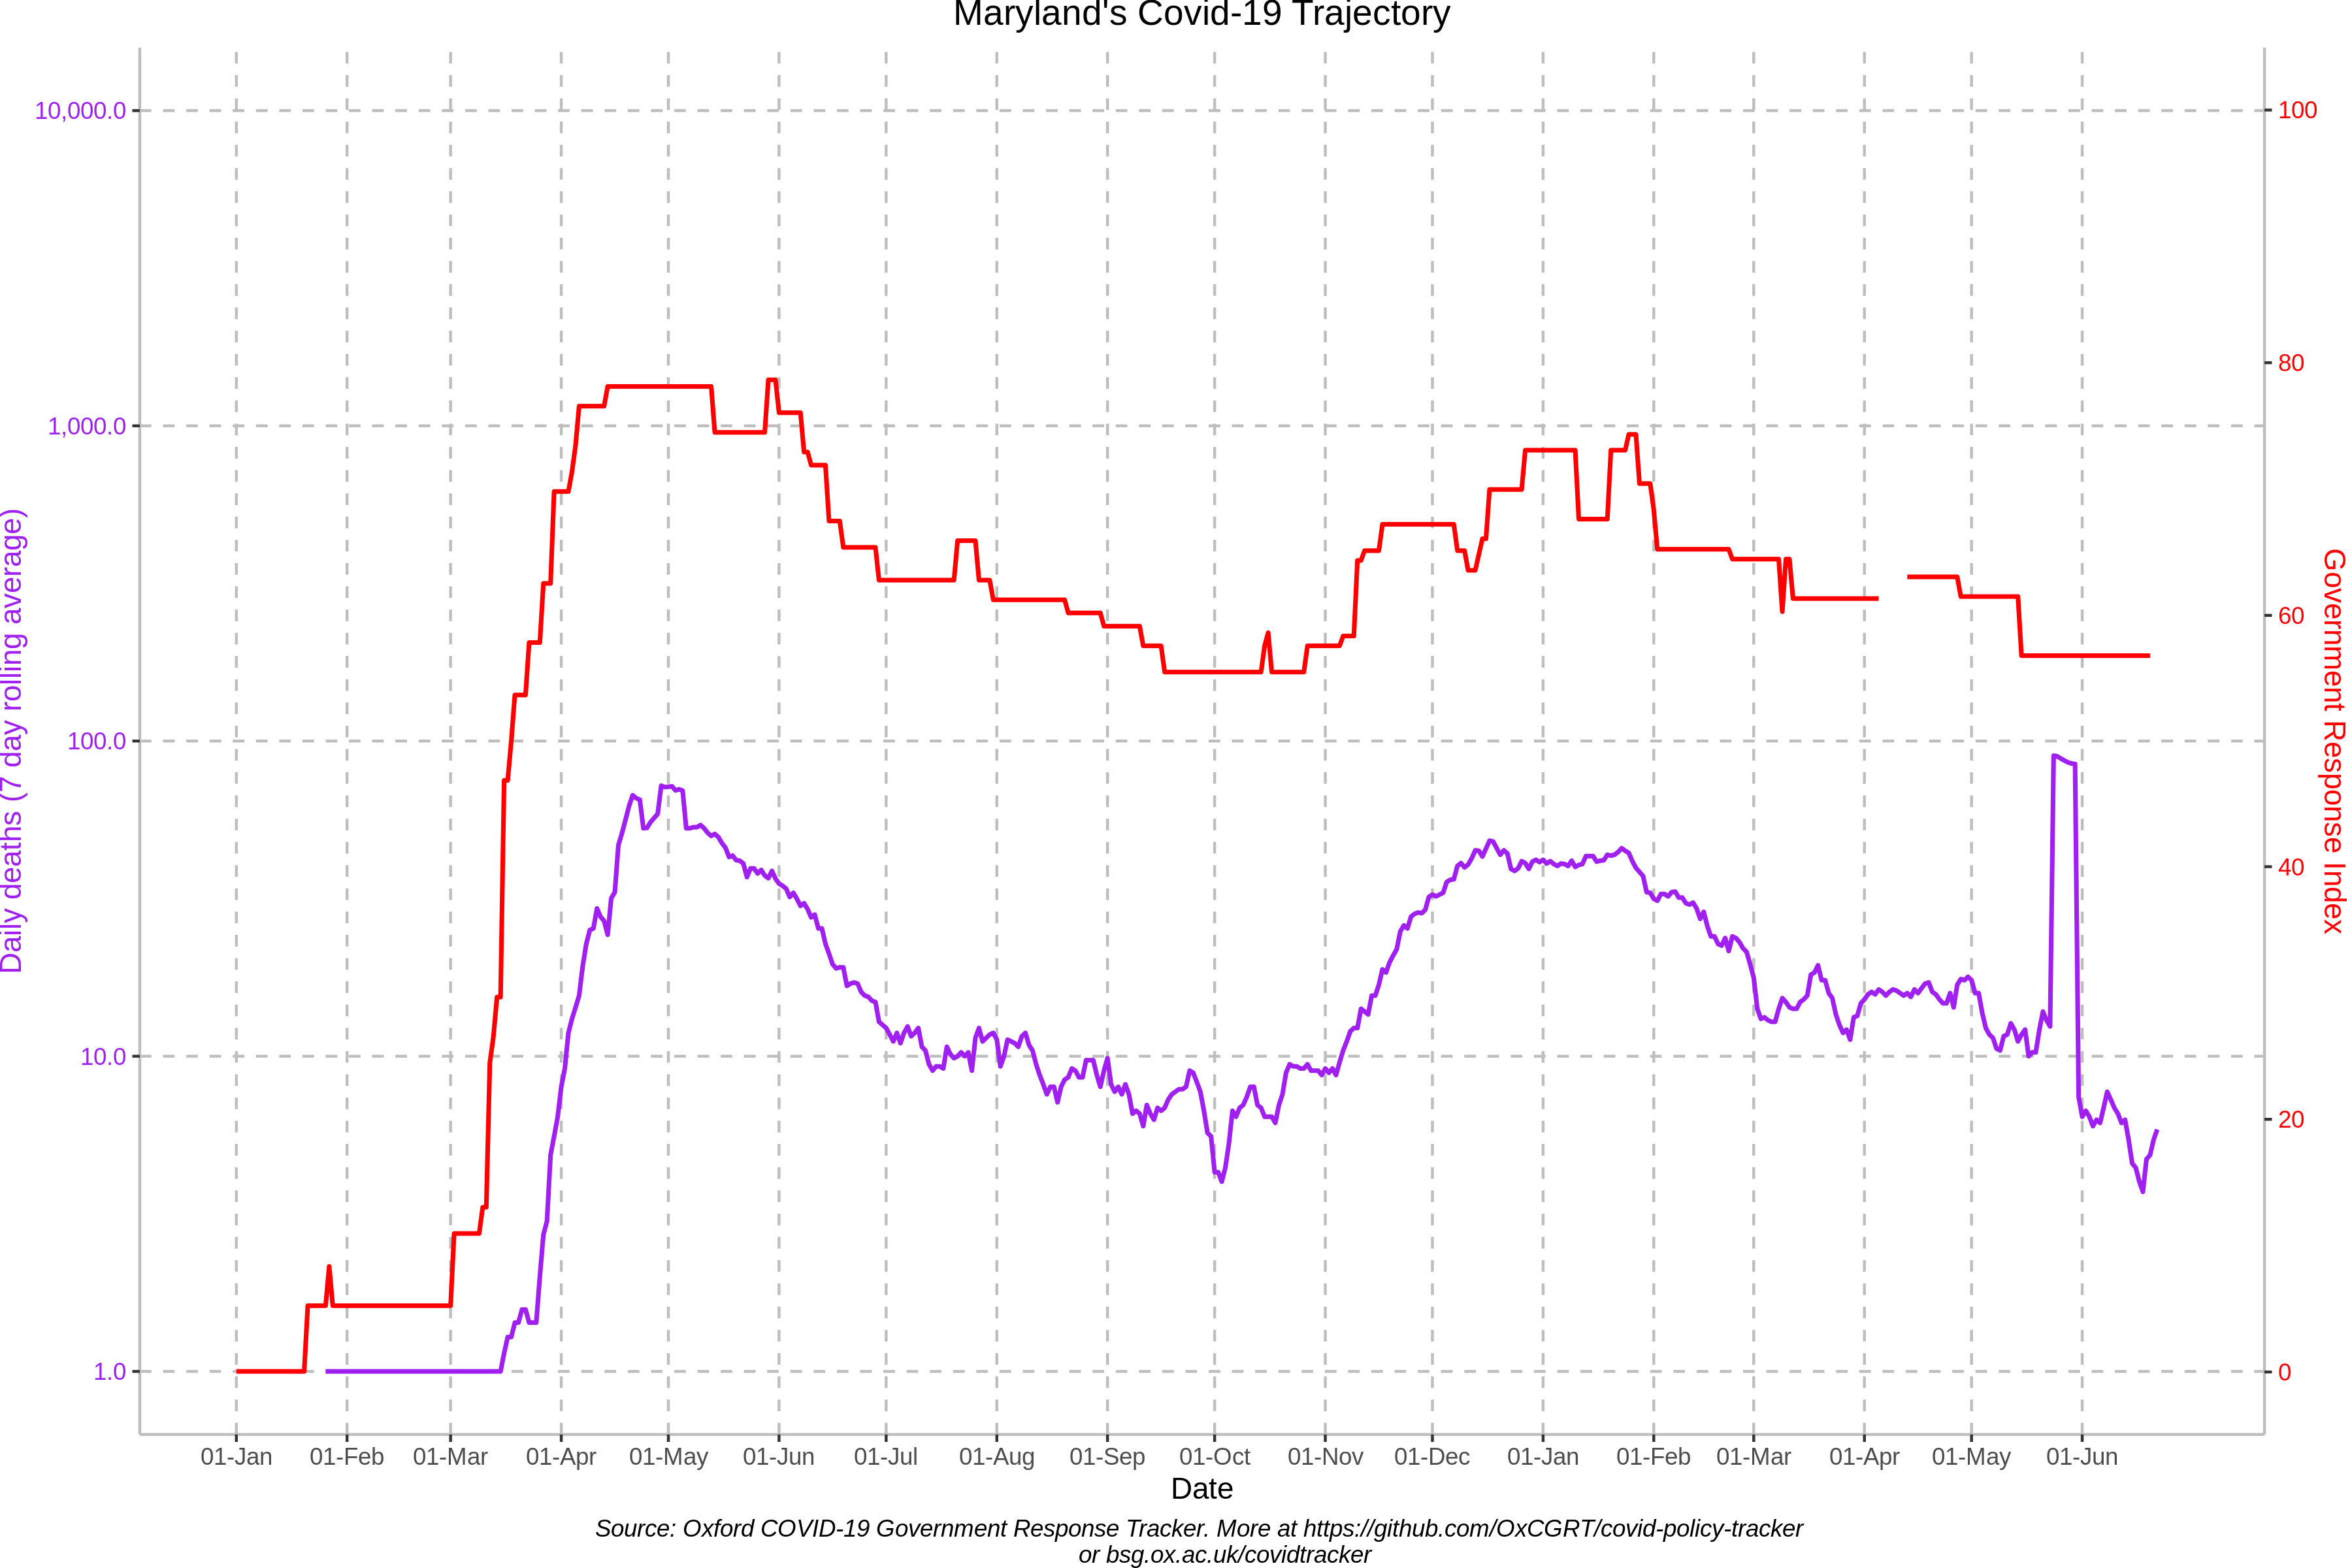 Maryland's Covid-19 Trajectory
10,000.0
1,000.0
100.0
10.0
1.0
Daily deaths (7 day rolling average)
100
80
60
40
20
0
Government Response Index
01-Jan 01-Feb 01-Mar 01-Apr 01-May 01-Jun 01-Jul 01-Aug 01-Sep 01-Oct 01-Nov 01-Dec 01-Jan 01-Feb 01-Mar 01-Apr 01-May 01-Jun
Date
Source: Oxford COVID-19 Government Response Tracker. More at https://github.com/OxCGRT/covid-policy-tracker
or bsg.ox.ac.uk/covidtracker